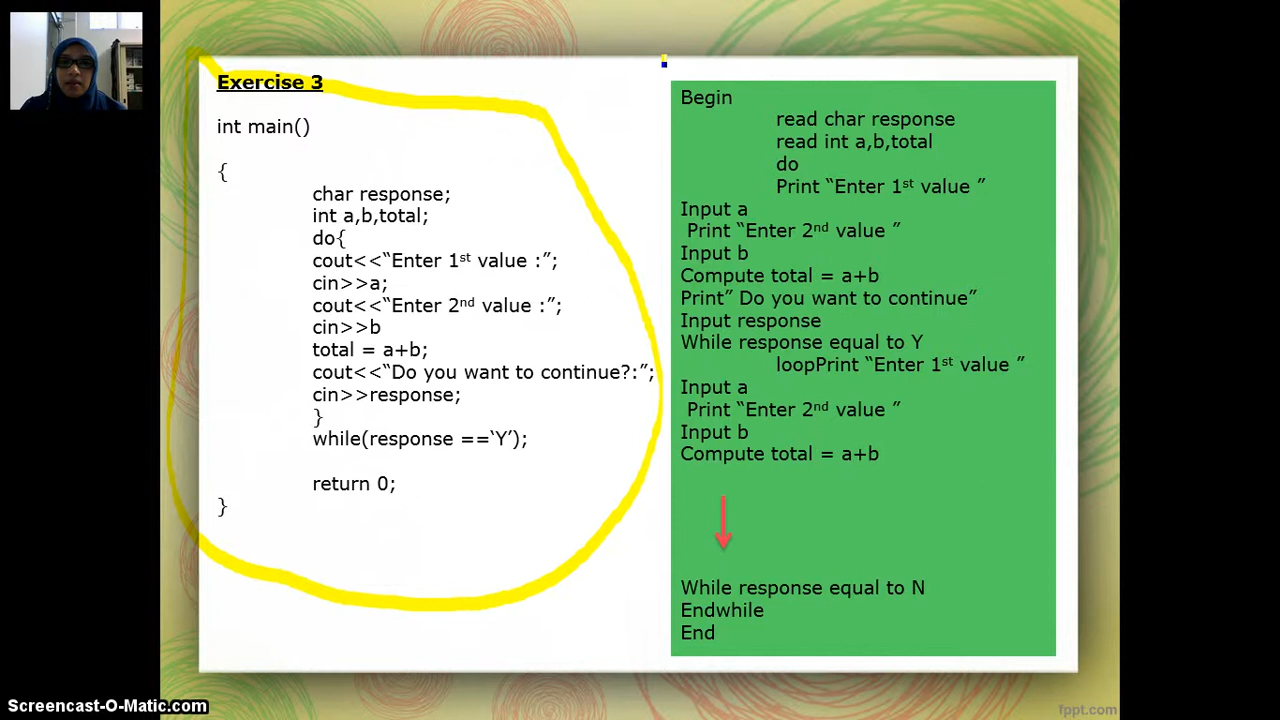 Exercise 3
int main()
{
char response;
int a,b,total;
do{
cout<<“Enter 1st value :”;
cin>>a;
cout<<“Enter 2nd value :”;
cin>>b
total = a+b;
cout<<“Do you want to continue?:”;
cin>>response;
}
while(response ==‘Y’);
return 0;
}
Begin
read char response
read int a,b,total
do
Print “Enter 1st value ”
Input a
Print “Enter 2nd value ”
Input b
Compute total = a+b
Print” Do you want to continue”
Input response
While response equal to Y
loopPrint “Enter 1st value ”
Input a
Print “Enter 2nd value ”
Input b
Compute total = a+b
While response equal to N
Endwhile
End
Screencast-O-Matic.com
fppt.com